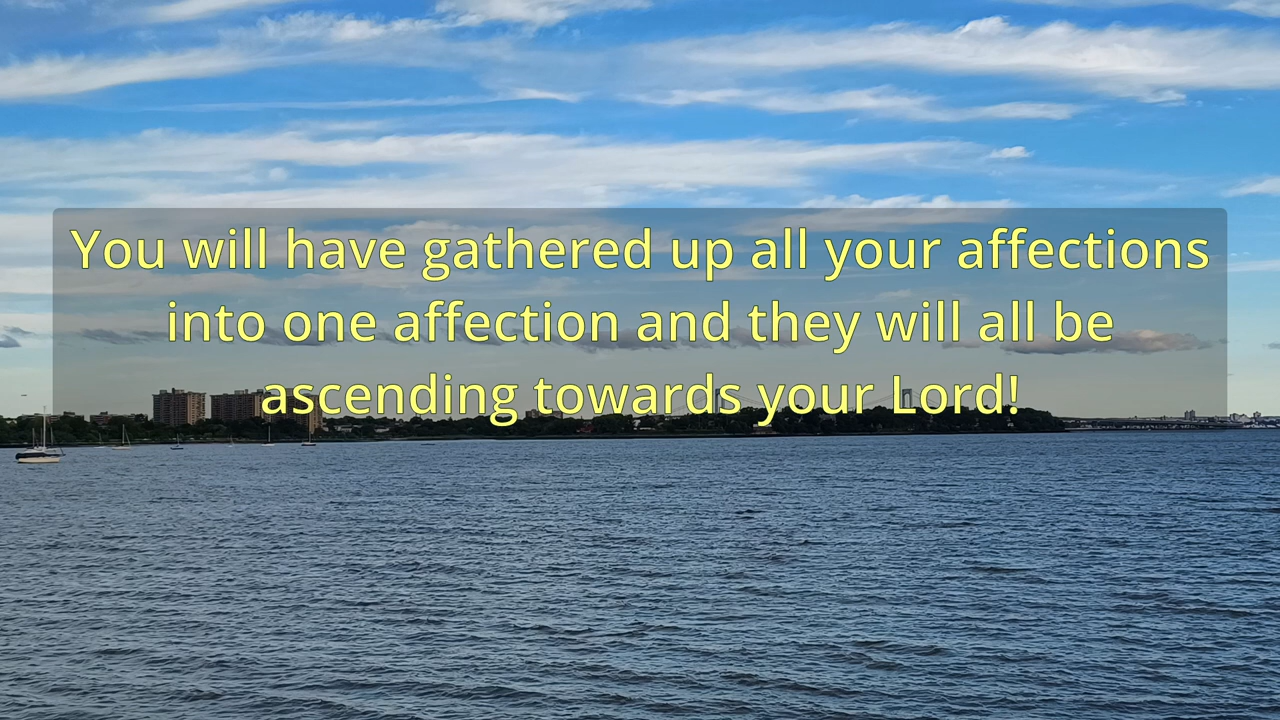 You will have gathered up all your affections
into one affection and they will all be
ascending towards your Lord!